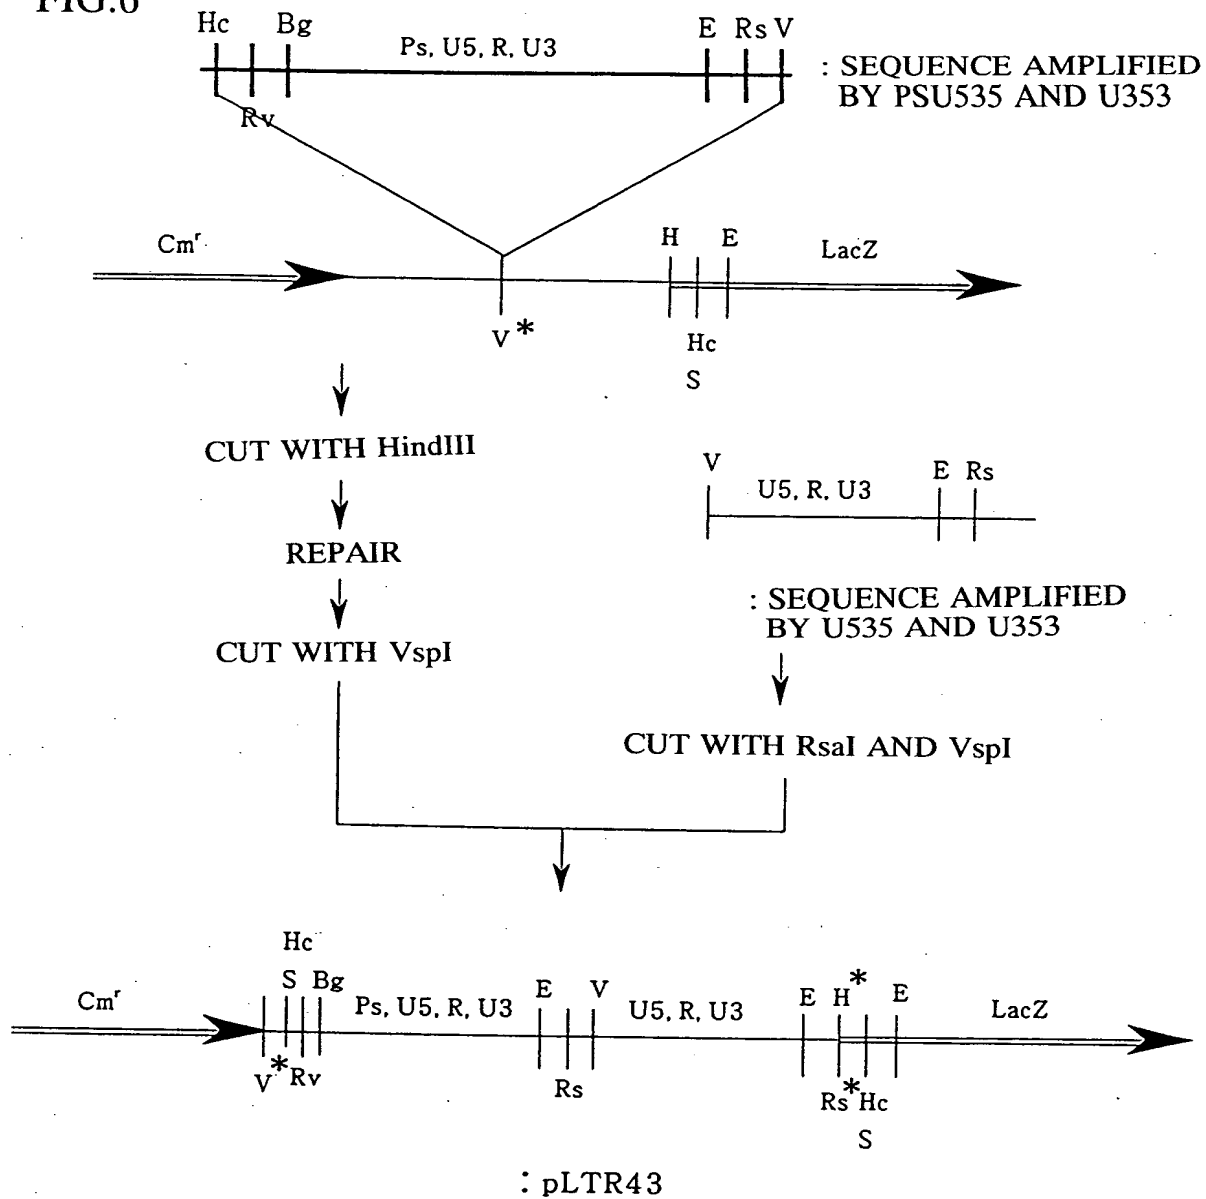 FIG.6
Hc Bg Ps, U5, R, U3 E Rs V
Rv
: SEQUENCE AMPLIFIED
BY PSU535 AND U353
Cmr H E LacZ
V* Hc
S
CUT WITH HindIII
REPAIR
CUT WITH VspI
V U5, R, U3 E Rs
: SEQUENCE AMPLIFIED
BY U535 AND U353
CUT WITH RsaI AND VspI
Hc
Cmr S Bg Ps, U5, R, U3 E V U5, R, U3 E H* E LacZ
V* Rv Rs Rs* Hc
S
: pLTR43